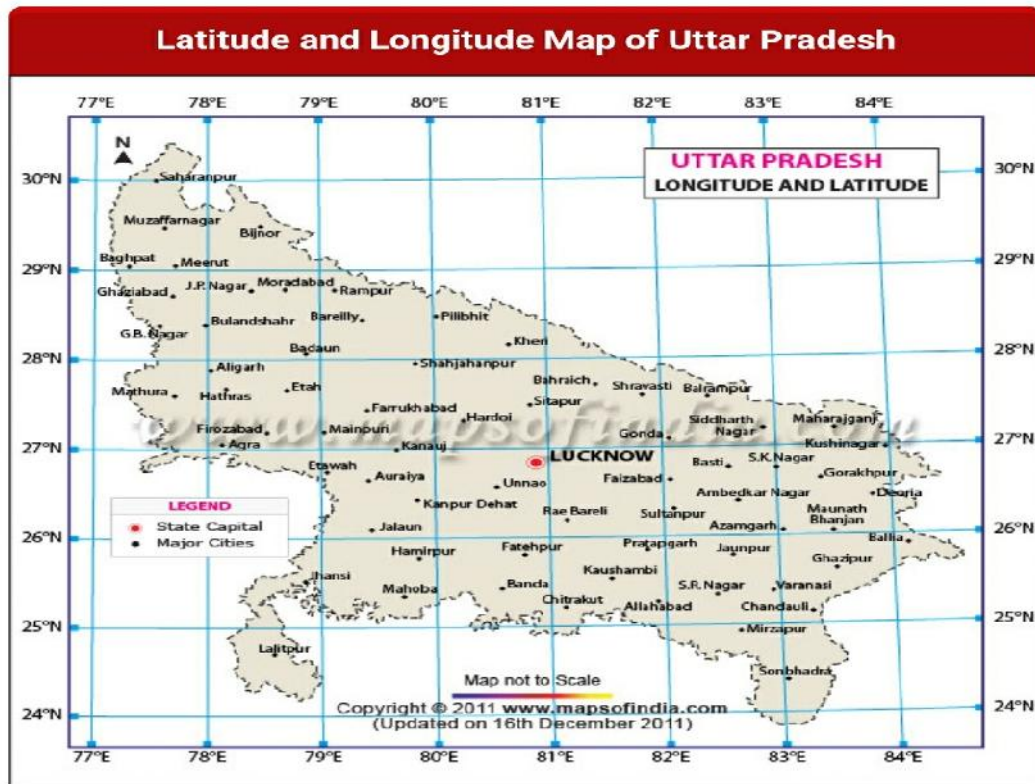 Latitude and Longitude Map of Uttar Pradesh
77°E 78°E 79°E 80°E 81°E 82°E 83°E 84°E
N
UTTAR PRADESH
LONGITUDE AND LATITUDE
30°N
30°N
Saharanpur
Muzaffarnagar
Bijnor
Baghpat
Meerut
29°N
29°N
Ghaziabad
J.P. Nagar
Moradabad
Rampur
G.B. Nagar
Bulandshahr
Bareilly
Pilibhit
Kheri
28°N
28°N
Badaun
Aligarh
Shahjahanpur
Mathura
Hathras
Etah
Bahraich
Shravasti
Balrampur
Farrukhabad
Hardoi
Sitapur
www.mapsofindia.com
Siddharth
Nagar
Maharajganj
Firozabad
Mainpuri
Gonda
Kushinagar
27°N
27°N
Agra
Kanauj
LUCKNOW
Basti
S.K.Nagar
Gorakhpur
Etawah
Auraiya
Unnao
Faizabad
Ambedkar Nagar
Deoria
LEGEND
State Capital
Major Cities
Kanpur Dehat
Rae Bareli
Sultanpur
Maunath
Bhanjan
Jalaun
Azamgarh
Ballia
26°N
26°N
Hamirpur
Fatehpur
Pratapgarh
Jaunpur
Ghazipur
Jhansi
Mahoba
Banda
Kaushambi
S.R. Nagar
Varanasi
Chitrakut
Allahabad
Chandauli
25°N
25°N
Mirzapur
Lalitpur
Sonbhadra
Map not to Scale
24°N
24°N
Copyright © 2011 www.mapsofindia.com
(Updated on 16th December 2011)
77°E 78°E 79°E 80°E 81°E 82°E 83°E 84°E